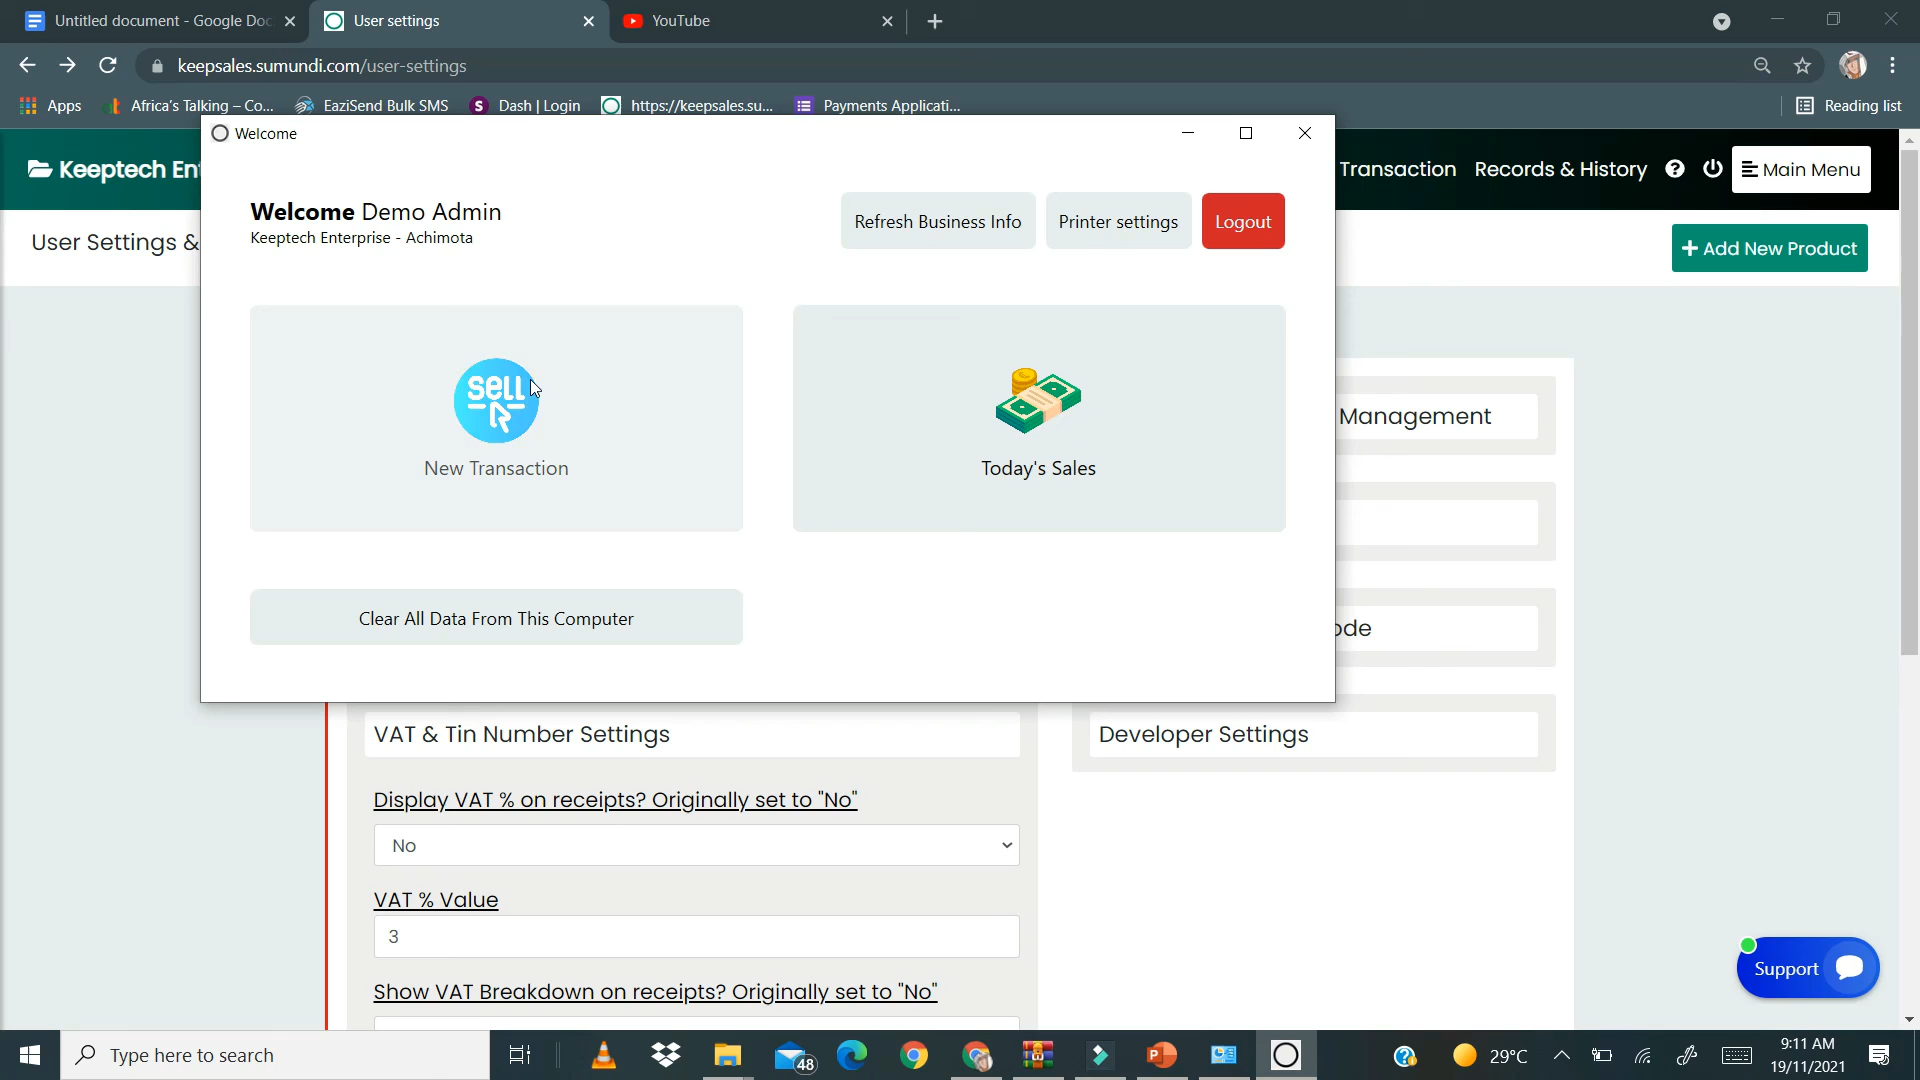 Untitled document - Google Doc
User settings
YouTube
keepsales.sumundi.com/user-settings
Apps
Africa's Talking – Co...
EaziSend Bulk SMS
Dash | Login
https://keepsales.su...
Payments Applicati...
Reading list
Welcome
Keeptech Ent
Transaction
Records & History
Main Menu
Welcome Demo Admin
Keeptech Enterprise - Achimota
Refresh Business Info
Printer settings
Logout
User Settings &
+ Add New Product
sell
New Transaction
Today's Sales
Management
ode
Clear All Data From This Computer
VAT & Tin Number Settings
Developer Settings
Display VAT % on receipts? Originally set to "No"
No
VAT % Value
3
Show VAT Breakdown on receipts? Originally set to "No"
Support
Type here to search
48
29°C
9:11 AM
19/11/2021